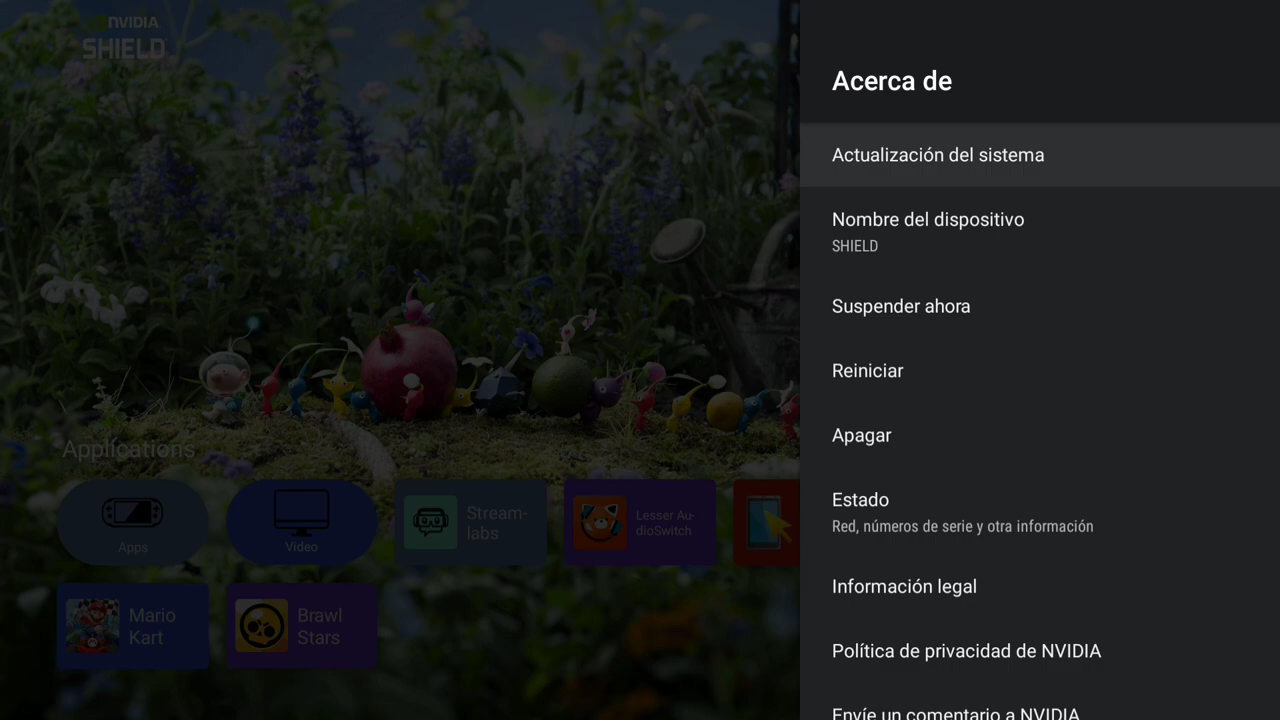 NVIDIA
SHIELD
Applications
Apps
Video
Stream-
labs
Lesser Au-
dioSwitch
Mario
Kart
Brawl
Stars
Acerca de
Actualización del sistema
Nombre del dispositivo
SHIELD
Suspender ahora
Reiniciar
Apagar
Estado
Red, números de serie y otra información
Información legal
Política de privacidad de NVIDIA
Envíe un comentario a NVIDIA